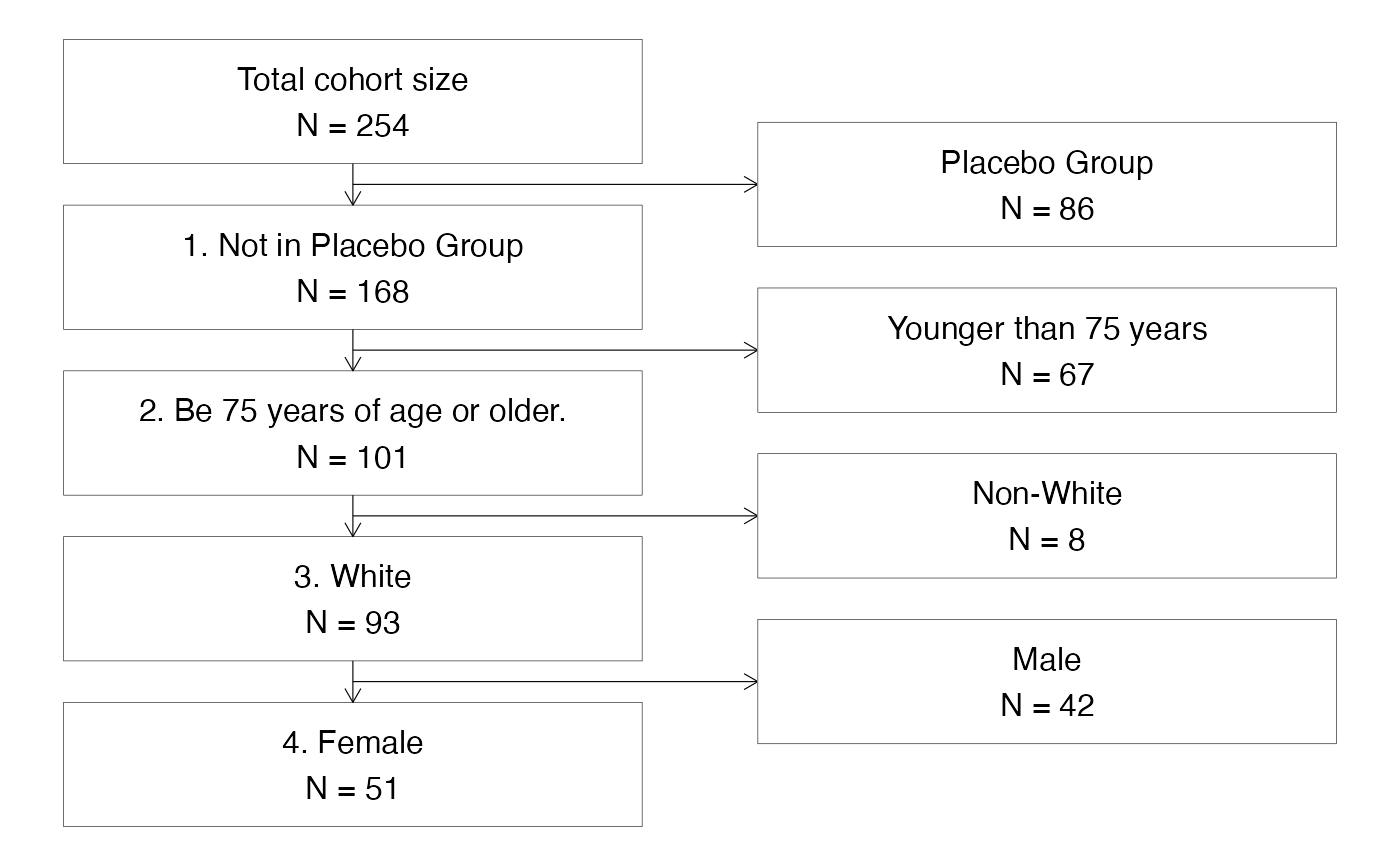 Total cohort size
N = 254
Placebo Group
N = 86
1. Not in Placebo Group
N = 168
Younger than 75 years
N = 67
2. Be 75 years of age or older.
N = 101
Non-White
N = 8
3. White
N = 93
Male
N = 42
4. Female
N = 51